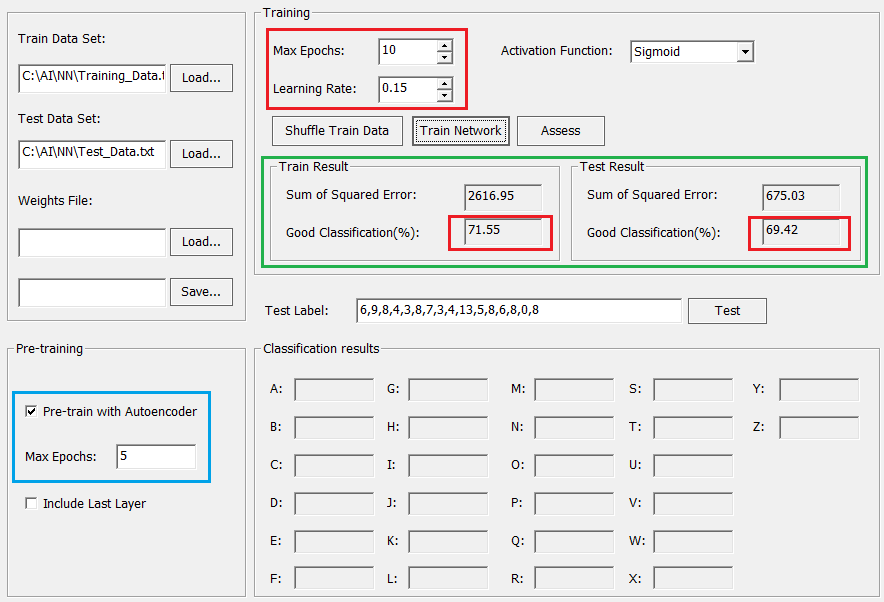 Train Data Set:
C:\AI\NN\Training_Data.t
Load...
Test Data Set:
C:\AI\NN\Test_Data.txt
Load...
Weights File:
Load...
Save...
Training
Max Epochs:
10
Activation Function:
Sigmoid
Learning Rate:
0.15
Shuffle Train Data
Train Network
Assess
Train Result
Sum of Squared Error:
2616.95
Good Classification(%):
71.55
Test Result
Sum of Squared Error:
675.03
Good Classification(%):
69.42
Test Label:
6,9,8,4,3,8,7,3,4,13,5,8,6,8,0,8
Test
Pre-training
Pre-train with Autoencoder
Max Epochs:
5
Include Last Layer
Classification results
A:
G:
M:
S:
Y:
B:
H:
N:
T:
Z:
C:
I:
O:
U:
D:
J:
P:
V:
E:
K:
Q:
W:
F:
L:
R:
X: